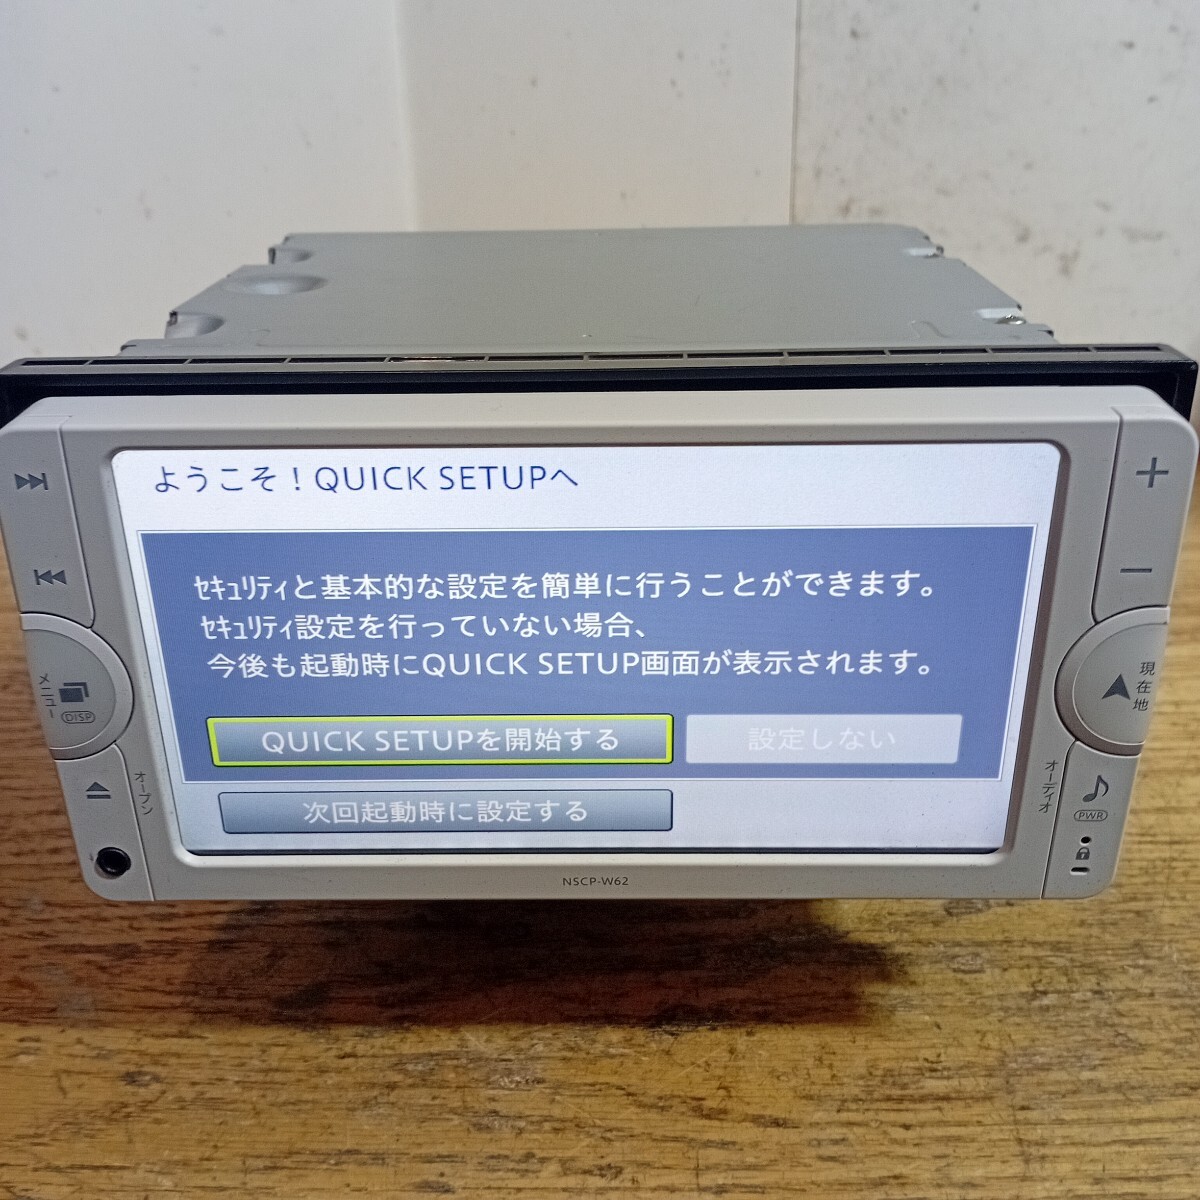 ようこそ！QUICK SETUPへ
ｾｷｭﾘﾃｨと基本的な設定を簡単に行うことができます。
ｾｷｭﾘﾃｨ設定を行っていない場合、
今後も起動時にQUICK SETUP画面が表示されます。
QUICK SETUPを開始する
設定しない
次回起動時に設定する
メニュー
DISP
オープン
現在地
オーディオ
PWR
NSCP-W62